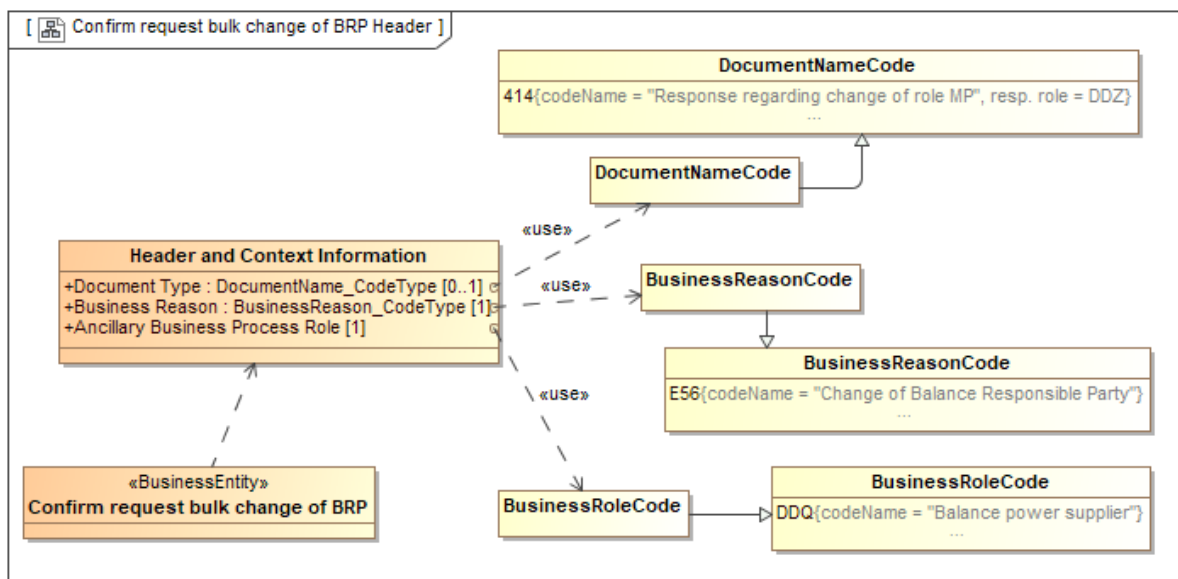 [ Confirm request bulk change of BRP Header ]
DocumentNameCode
414{codeName = "Response regarding change of role MP", resp. role = DDZ}
...
DocumentNameCode
«use»
Header and Context Information
+Document Type : DocumentName_CodeType [0..1]
+Business Reason : BusinessReason_CodeType [1]
+Ancillary Business Process Role [1]
«use»
BusinessReasonCode
BusinessReasonCode
E56{codeName = "Change of Balance Responsible Party"}
...
«use»
«BusinessEntity»
Confirm request bulk change of BRP
BusinessRoleCode
BusinessRoleCode
DDQ{codeName = "Balance power supplier"}
...